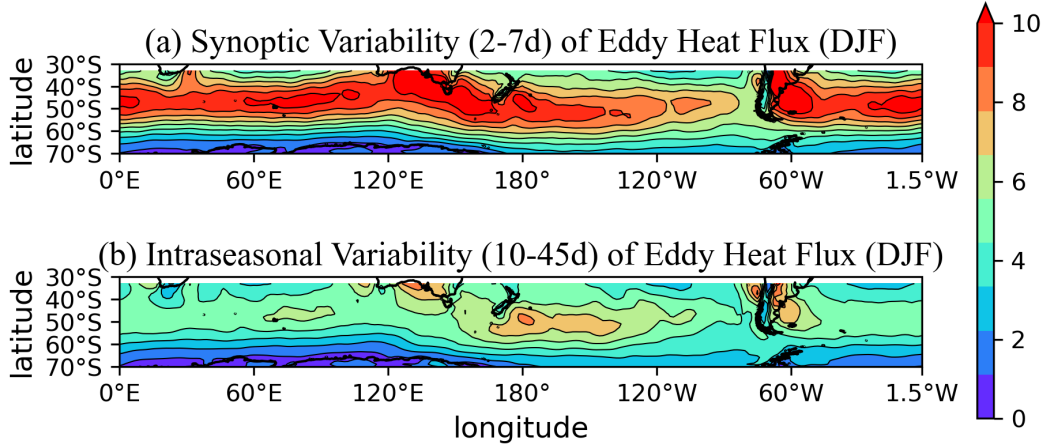 (a) Synoptic Variability (2-7d) of Eddy Heat Flux (DJF)
latitude
30°S
40°S
50°S
60°S
70°S
0°E 60°E 120°E 180° 120°W 60°W 1.5°W
(b) Intraseasonal Variability (10-45d) of Eddy Heat Flux (DJF)
latitude
30°S
40°S
50°S
60°S
70°S
0°E 60°E 120°E 180° 120°W 60°W 1.5°W
longitude
10
8
6
4
2
0